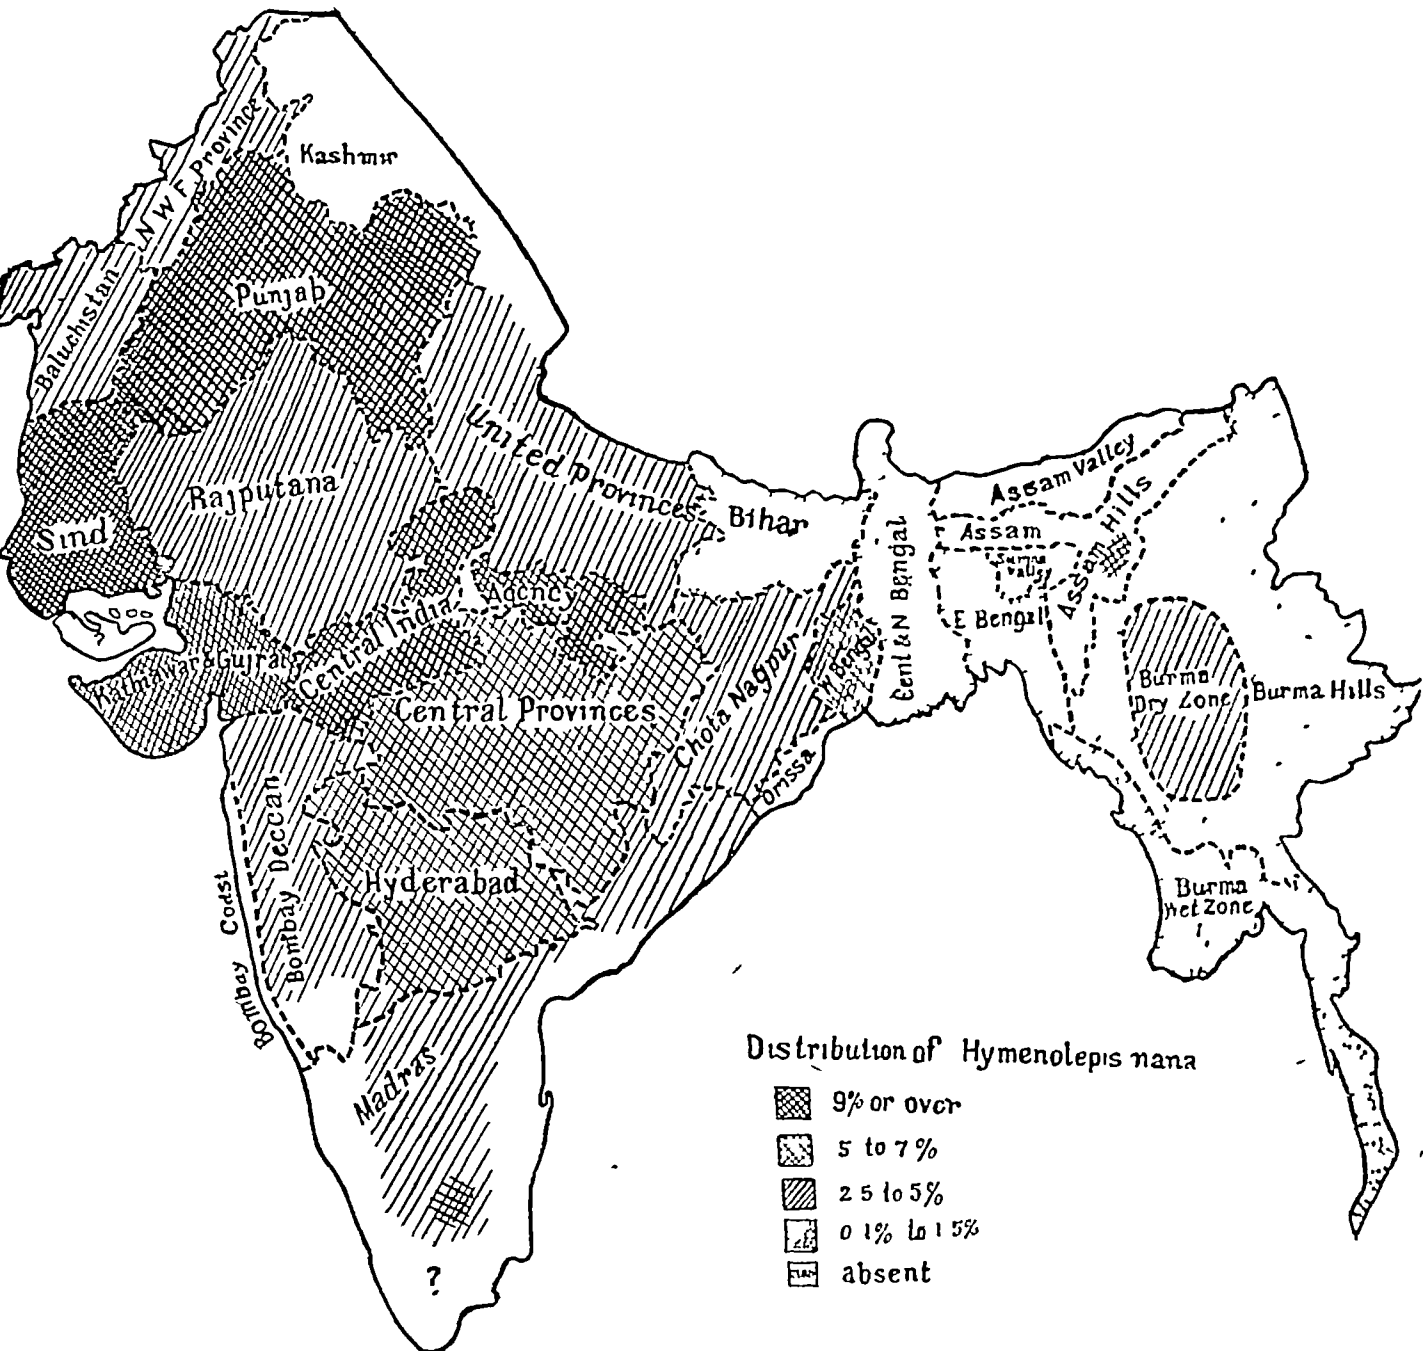 Kashmir
N W F Province
Punjab
Baluchistan
United Provinces
Rajputana
Sind
Bihar
Assam Valley
Assam
Assam Hills
Surma
Valley
Central India Agency
Cent & N Bengal
E Bengal
W Bengal
Kathiawar & Gujrat
Central Provinces
Chota Nagpur
Burma
Dry Zone
Burma Hills
Orissa
Bombay Deccan
Hyderabad
Bombay Coast
Burma
Wet Zone
Madras
?
Distribution of Hymenolepis nana
9% or over
5 to 7%
2 5 to 5%
0 1% to 1 5%
absent